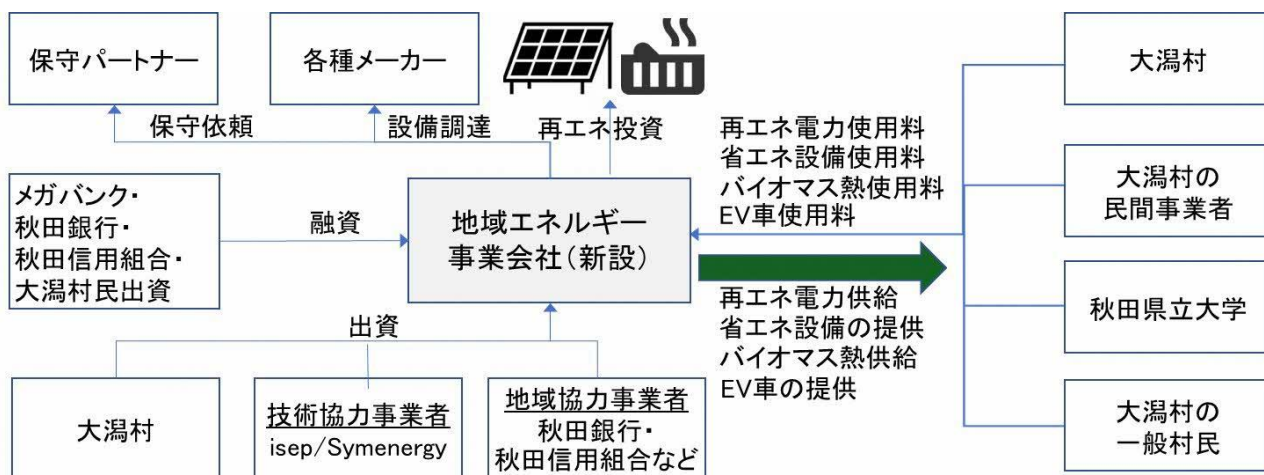 保守パートナー
各種メーカー
大潟村
保守依頼
設備調達
再エネ投資
再エネ電力使用料
省エネ設備使用料
バイオマス熱使用料
EV車使用料
メガバンク・
秋田銀行・
秋田信用組合・
大潟村民出資
融資
地域エネルギー
事業会社(新設)
大潟村の
民間事業者
再エネ電力供給
省エネ設備の提供
バイオマス熱供給
EV車の提供
秋田県立大学
出資
大潟村
技術協力事業者
isep/Symenergy
地域協力事業者
秋田銀行・
秋田信用組合など
大潟村の
一般村民